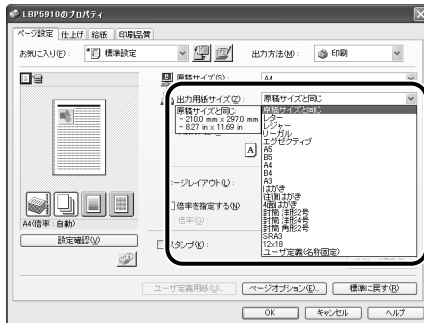 LBP5910のプロパティ
ページ設定 仕上げ 給紙 印刷品質
お気に入り(F): 標準設定 出力方法(M): 印刷
原稿サイズ(S): A4
出力用紙サイズ(Z): 原稿サイズと同じ
原稿サイズと同じ:
- 210.0 mm x 297.0 mm
- 8.27 in x 11.69 in
原稿サイズと同じ
レター
レジャー
リーガル
エグゼクティブ
A5
B5
A4
B4
A3
はがき
往復はがき
4面はがき
封筒 洋形2号
封筒 洋形4号
封筒 角形2号
SRA3
12x18
ユーザ定義(名称固定)
A
ページレイアウト(L):
倍率を指定する(N)
倍率(G):
スタンプ(K):
A4(倍率：自動)
設定確認(V)
ユーザ定義用紙(U)... ページオプション(E)... 標準に戻す(R)
OK キャンセル ヘルプ